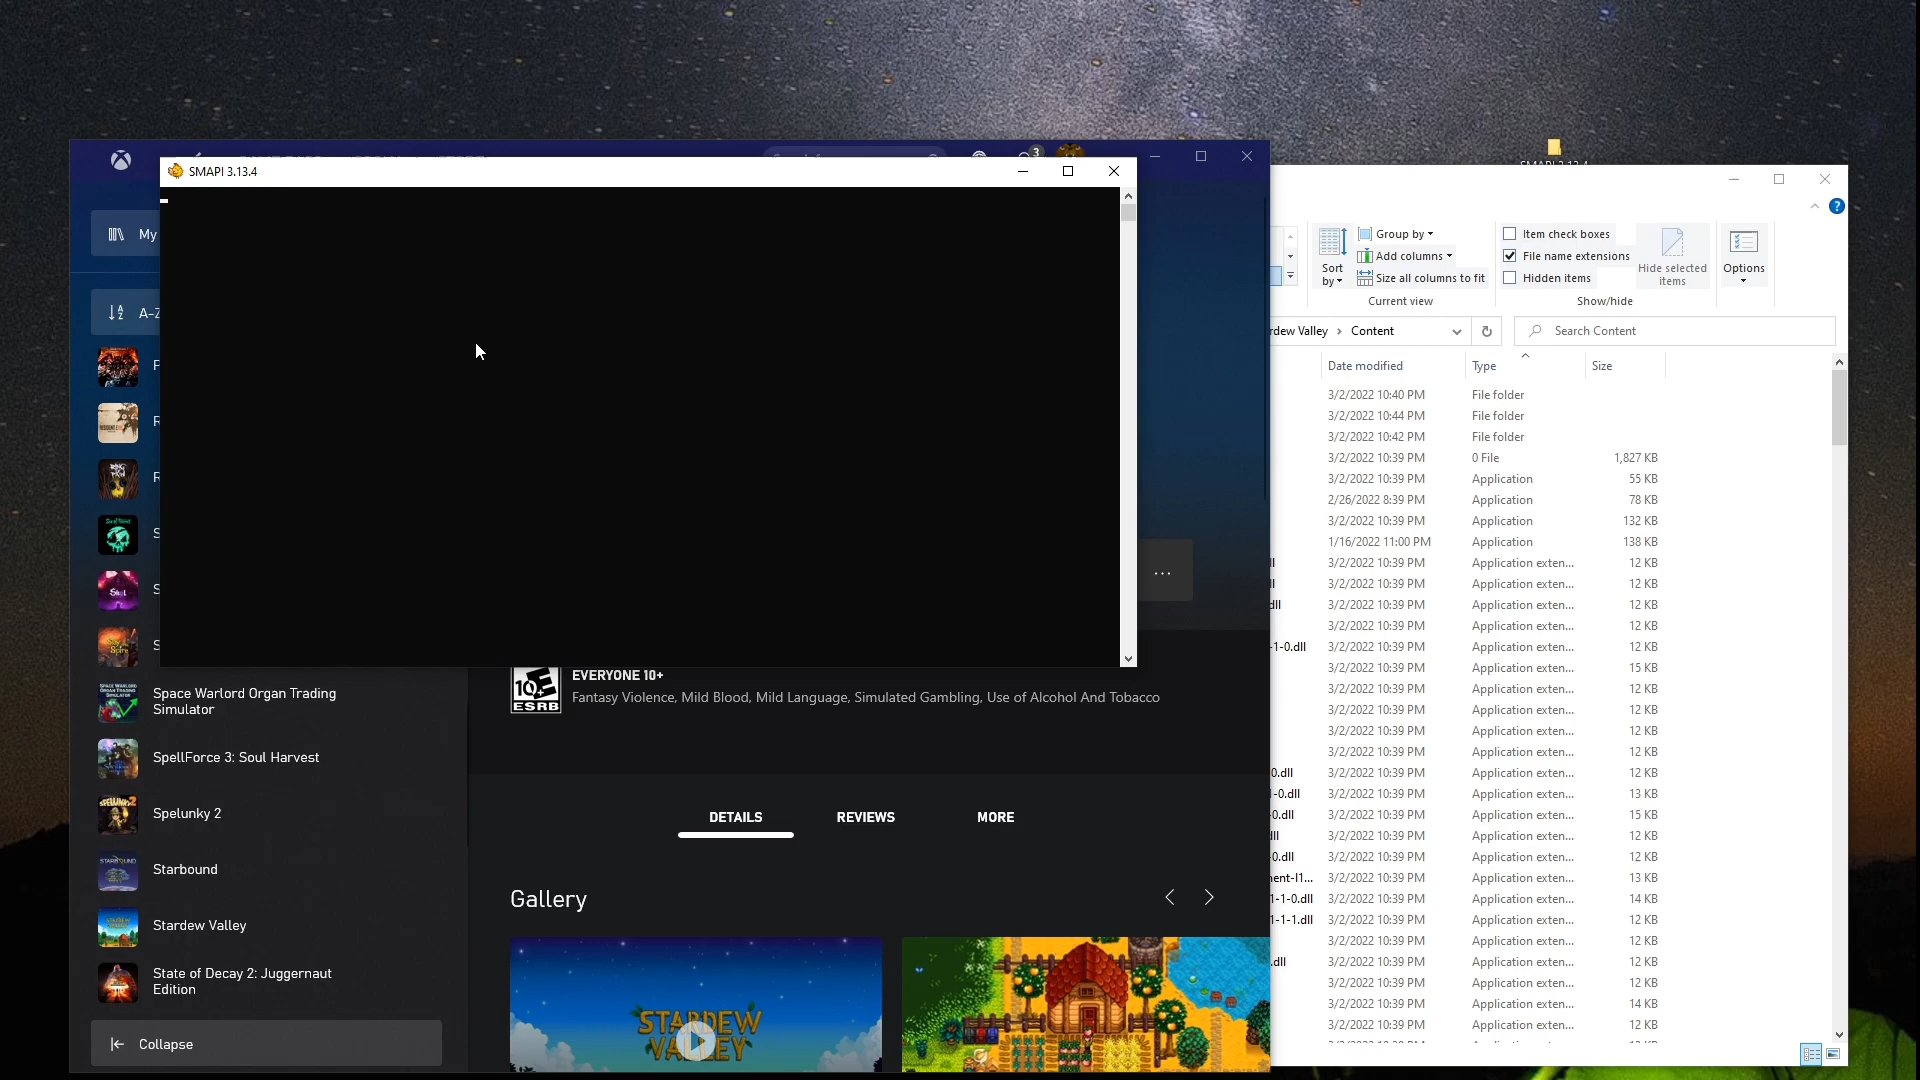 3
SMAPI 3.13.4
My
A-Z
Space Warlord Organ Trading
Simulator
SpellForce 3: Soul Harvest
Spelunky 2
Starbound
Stardew Valley
State of Decay 2: Juggernaut
Edition
Collapse
...
10+
ESRB
EVERYONE 10+
Fantasy Violence, Mild Blood, Mild Language, Simulated Gambling, Use of Alcohol And Tobacco
DETAILS
REVIEWS
MORE
Gallery
STARDEW
VALLEY
?
Sort
by
Group by
Add columns
Size all columns to fit
Current view
Item check boxes
File name extensions
Hidden items
Hide selected
items
Show/hide
Options
rdew Valley > Content
Search Content
Date modified Type Size
3/2/2022 10:40 PM File folder
3/2/2022 10:44 PM File folder
3/2/2022 10:42 PM File folder
3/2/2022 10:39 PM 0 File 1,827 KB
3/2/2022 10:39 PM Application 55 KB
2/26/2022 8:39 PM Application 78 KB
3/2/2022 10:39 PM Application 132 KB
1/16/2022 11:00 PM Application 138 KB
ll 3/2/2022 10:39 PM Application exten... 12 KB
ll 3/2/2022 10:39 PM Application exten... 12 KB
dll 3/2/2022 10:39 PM Application exten... 12 KB
3/2/2022 10:39 PM Application exten... 12 KB
-1-0.dll 3/2/2022 10:39 PM Application exten... 12 KB
3/2/2022 10:39 PM Application exten... 15 KB
3/2/2022 10:39 PM Application exten... 12 KB
3/2/2022 10:39 PM Application exten... 12 KB
3/2/2022 10:39 PM Application exten... 12 KB
3/2/2022 10:39 PM Application exten... 12 KB
0.dll 3/2/2022 10:39 PM Application exten... 12 KB
l-0.dll 3/2/2022 10:39 PM Application exten... 13 KB
-0.dll 3/2/2022 10:39 PM Application exten... 15 KB
dll 3/2/2022 10:39 PM Application exten... 12 KB
-0.dll 3/2/2022 10:39 PM Application exten... 12 KB
nent-l1... 3/2/2022 10:39 PM Application exten... 13 KB
1-1-0.dll 3/2/2022 10:39 PM Application exten... 14 KB
1-1-1.dll 3/2/2022 10:39 PM Application exten... 12 KB
3/2/2022 10:39 PM Application exten... 12 KB
.dll 3/2/2022 10:39 PM Application exten... 12 KB
3/2/2022 10:39 PM Application exten... 12 KB
3/2/2022 10:39 PM Application exten... 14 KB
3/2/2022 10:39 PM Application exten... 12 KB